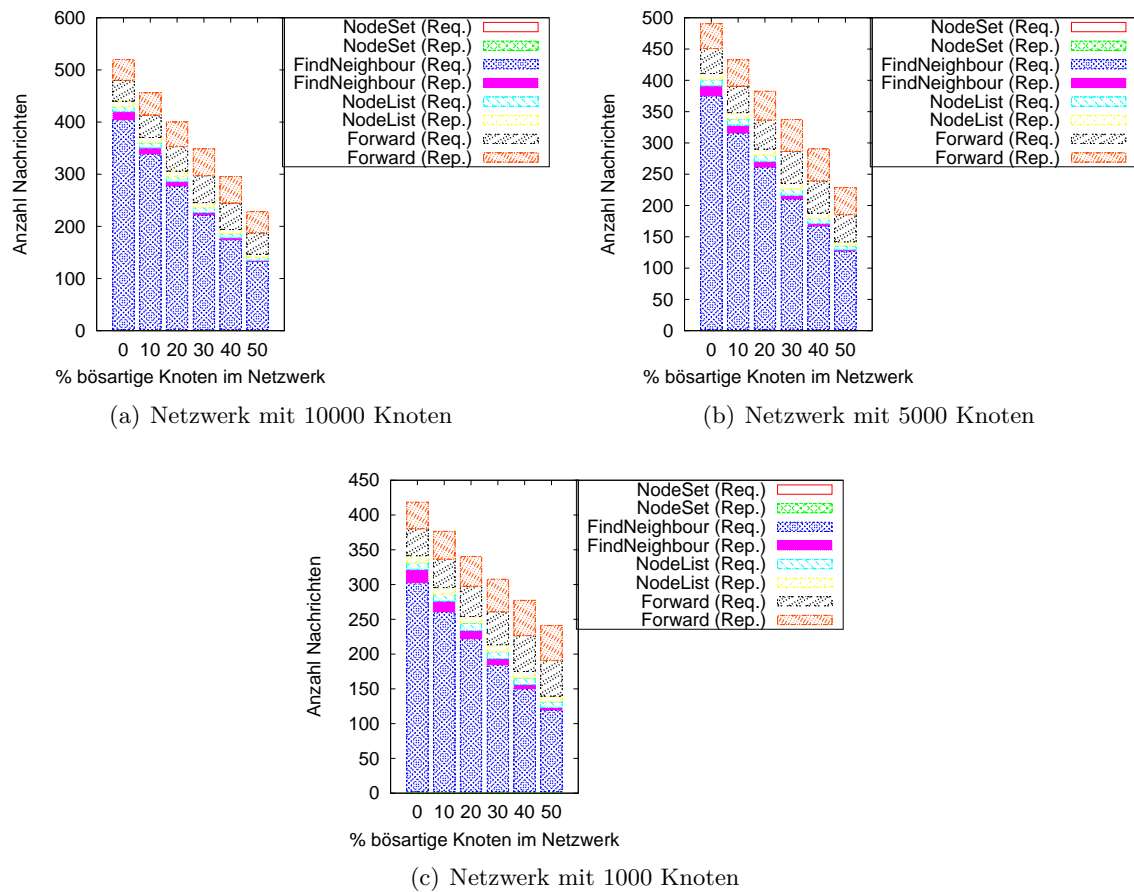 600
500
400
300
200
100
0
Anzahl Nachrichten
0 10 20 30 40 50
% bösartige Knoten im Netzwerk
NodeSet (Req.)
NodeSet (Rep.)
FindNeighbour (Req.)
FindNeighbour (Rep.)
NodeList (Req.)
NodeList (Rep.)
Forward (Req.)
Forward (Rep.)
(a) Netzwerk mit 10000 Knoten
500
450
400
350
300
250
200
150
100
50
0
Anzahl Nachrichten
0 10 20 30 40 50
% bösartige Knoten im Netzwerk
NodeSet (Req.)
NodeSet (Rep.)
FindNeighbour (Req.)
FindNeighbour (Rep.)
NodeList (Req.)
NodeList (Rep.)
Forward (Req.)
Forward (Rep.)
(b) Netzwerk mit 5000 Knoten
450
400
350
300
250
200
150
100
50
0
Anzahl Nachrichten
0 10 20 30 40 50
% bösartige Knoten im Netzwerk
NodeSet (Req.)
NodeSet (Rep.)
FindNeighbour (Req.)
FindNeighbour (Rep.)
NodeList (Req.)
NodeList (Rep.)
Forward (Req.)
Forward (Rep.)
(c) Netzwerk mit 1000 Knoten